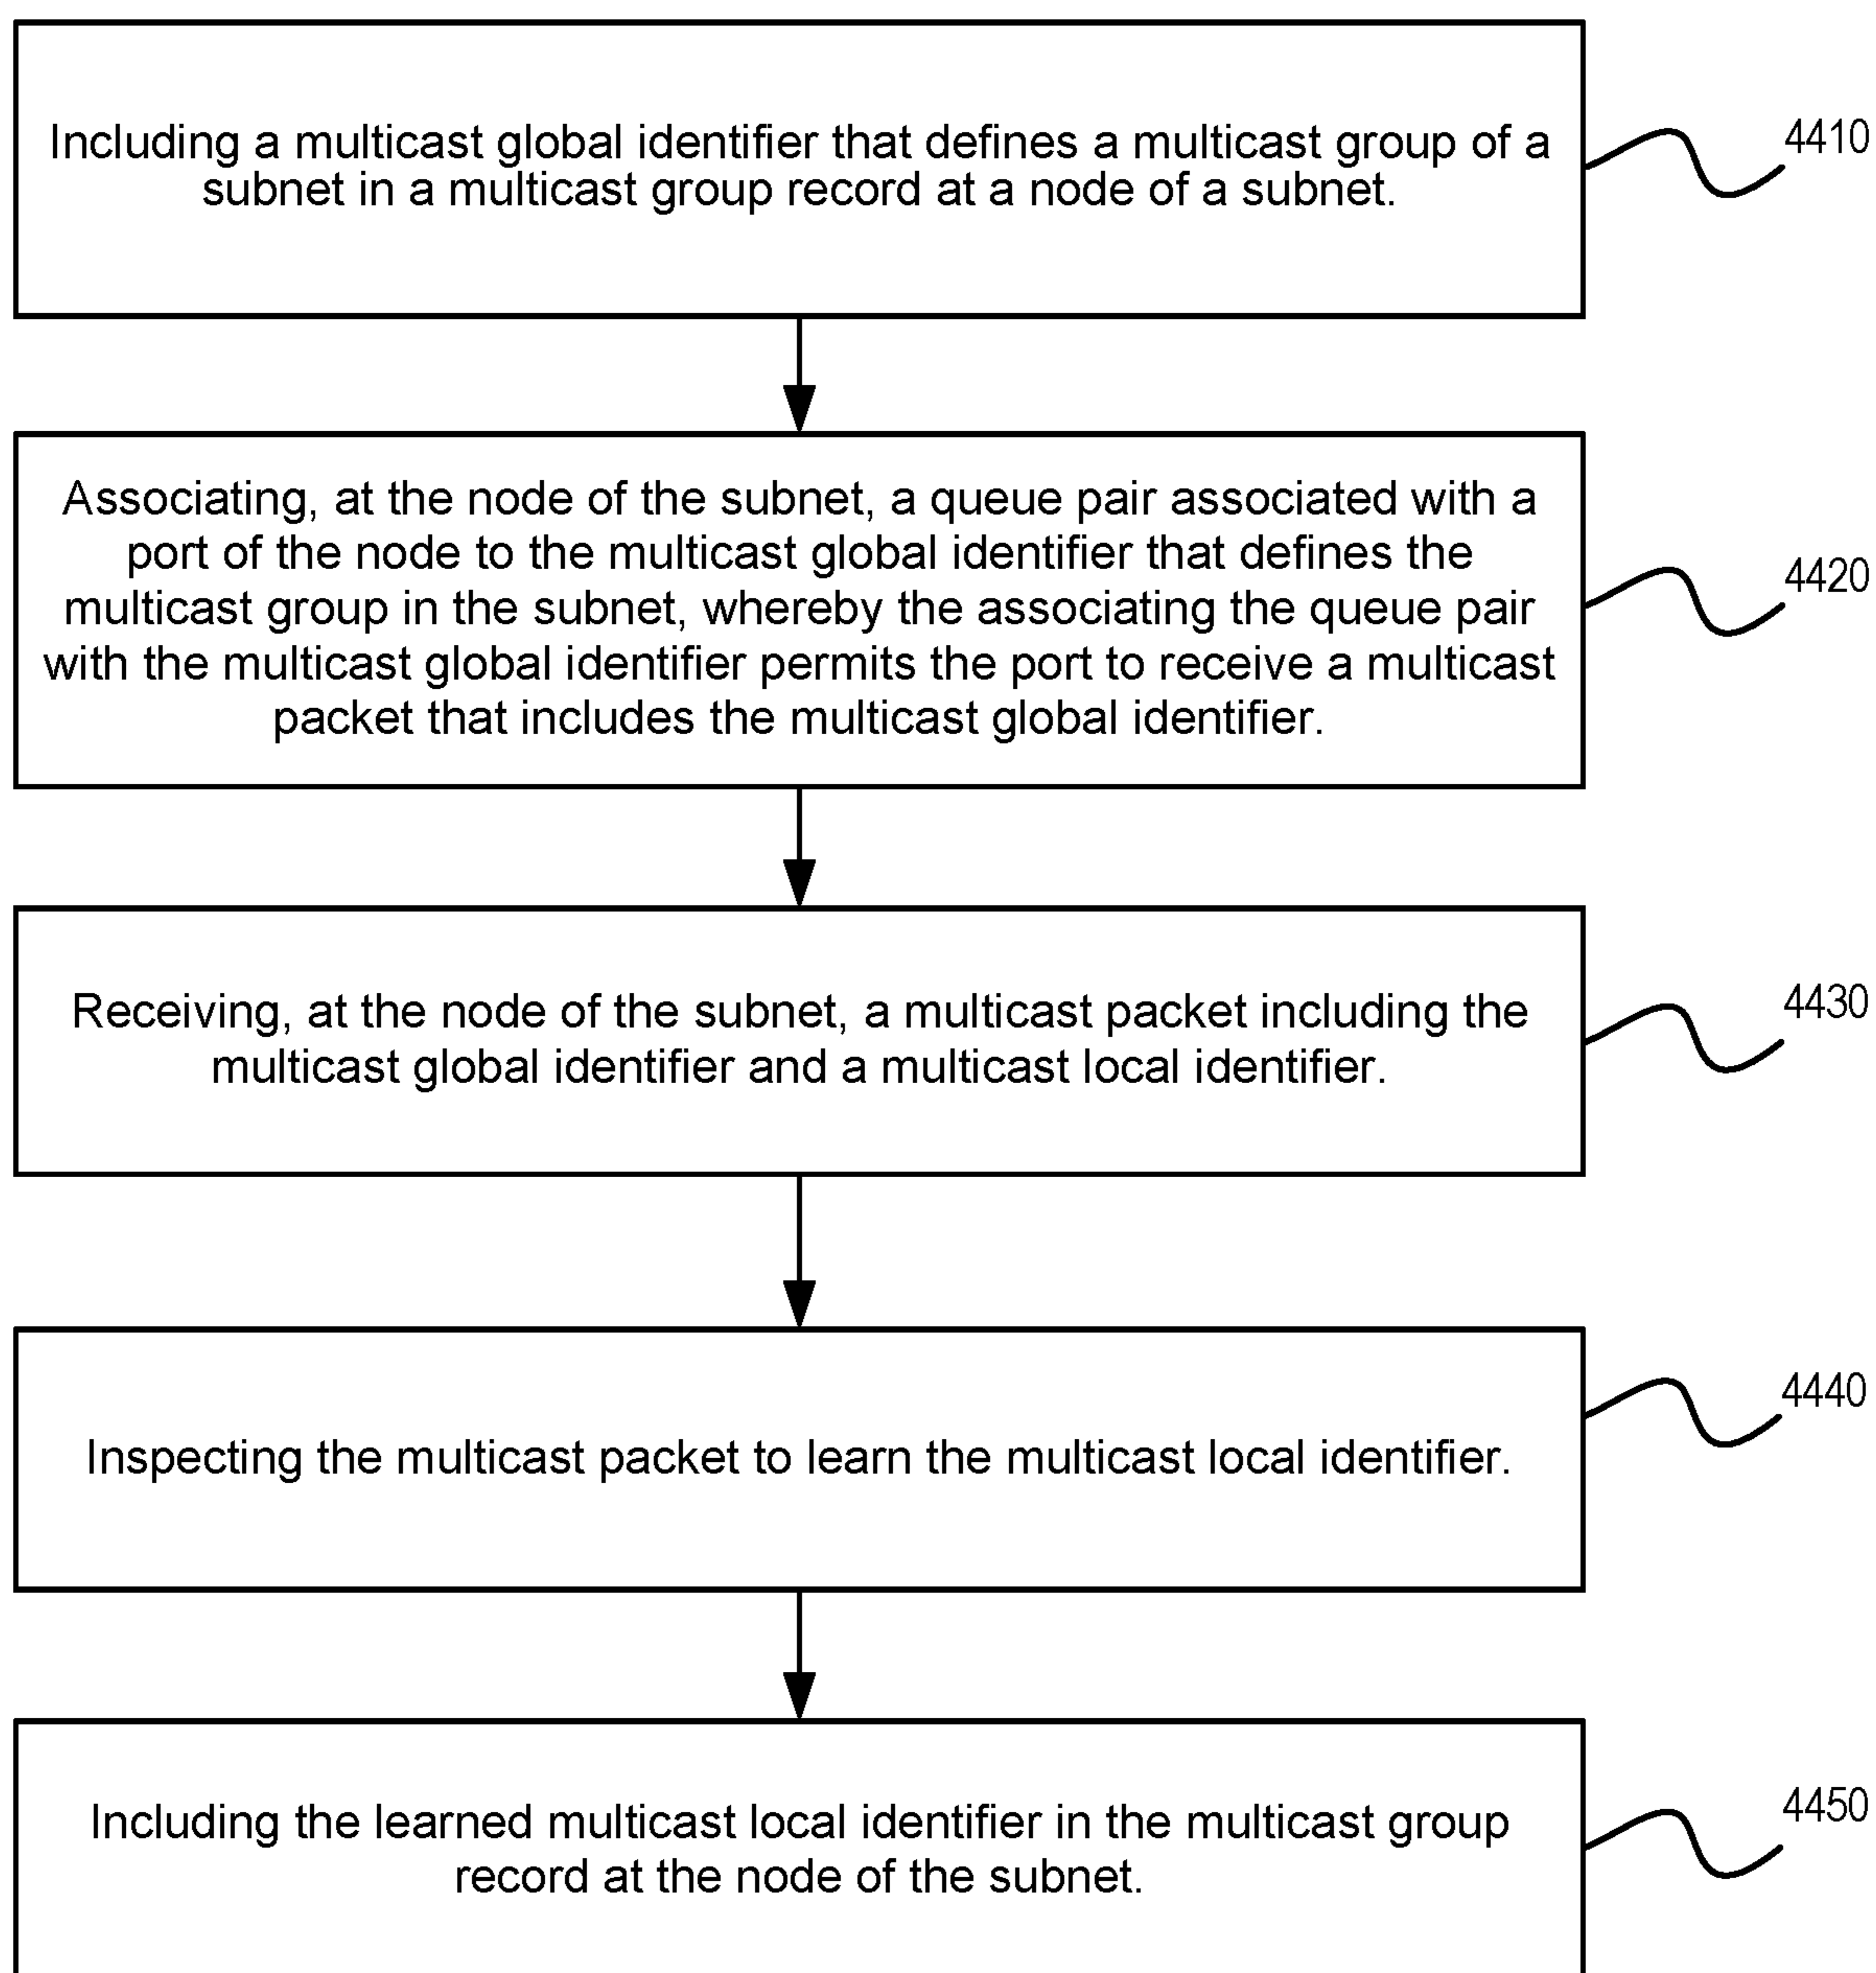 Including a multicast global identifier that defines a multicast group of a
subnet in a multicast group record at a node of a subnet.
4410
Associating, at the node of the subnet, a queue pair associated with a
port of the node to the multicast global identifier that defines the
multicast group in the subnet, whereby the associating the queue pair
with the multicast global identifier permits the port to receive a multicast
packet that includes the multicast global identifier.
4420
Receiving, at the node of the subnet, a multicast packet including the
multicast global identifier and a multicast local identifier.
4430
Inspecting the multicast packet to learn the multicast local identifier.
4440
Including the learned multicast local identifier in the multicast group
record at the node of the subnet.
4450